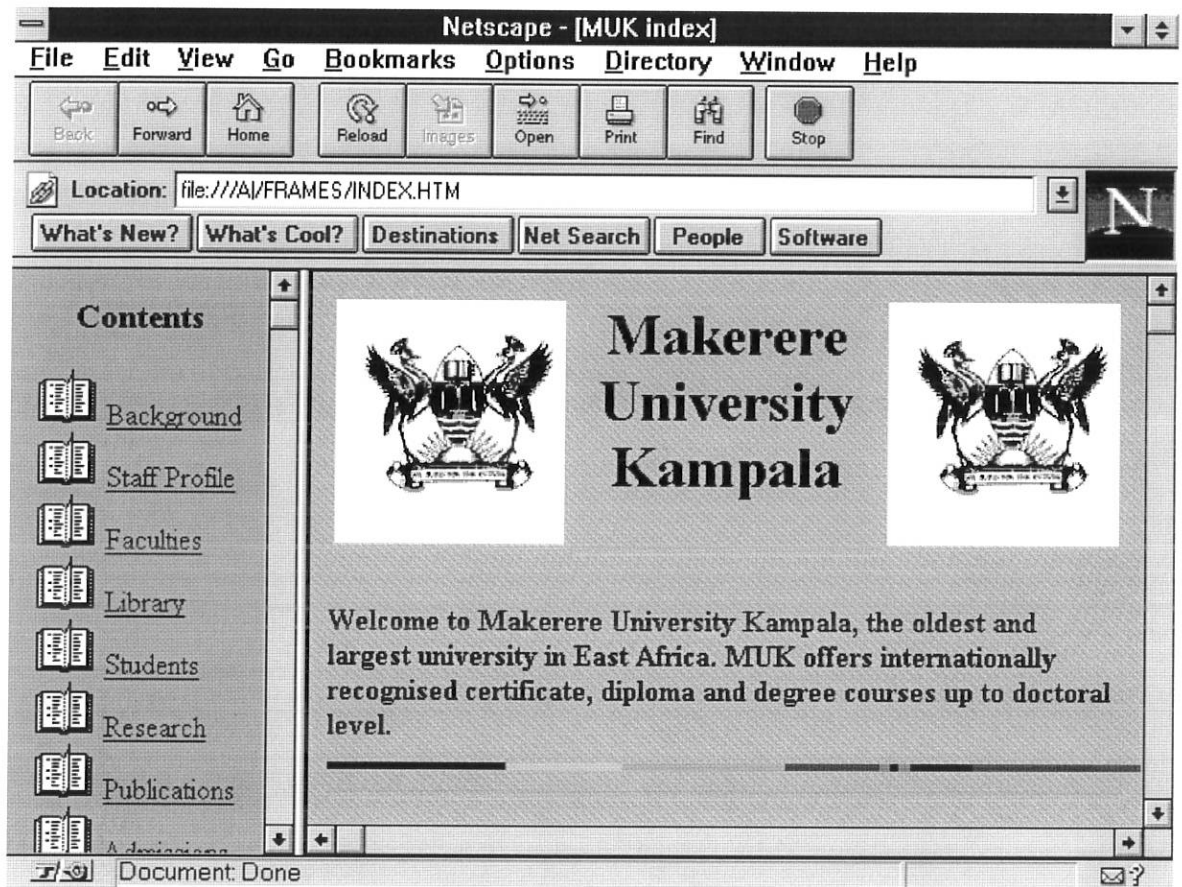 Netscape - [MUK index]
File Edit View Go Bookmarks Options Directory Window Help
Back Forward Home Reload Images Open Print Find Stop
Location: file:///A|/FRAMES/INDEX.HTM
What's New? What's Cool? Destinations Net Search People Software
N
Contents
Background
Staff Profile
Faculties
Library
Students
Research
Publications
Admissions
Makerere
University
Kampala
Welcome to Makerere University Kampala, the oldest and
largest university in East Africa. MUK offers internationally
recognised certificate, diploma and degree courses up to doctoral
level.
Document: Done